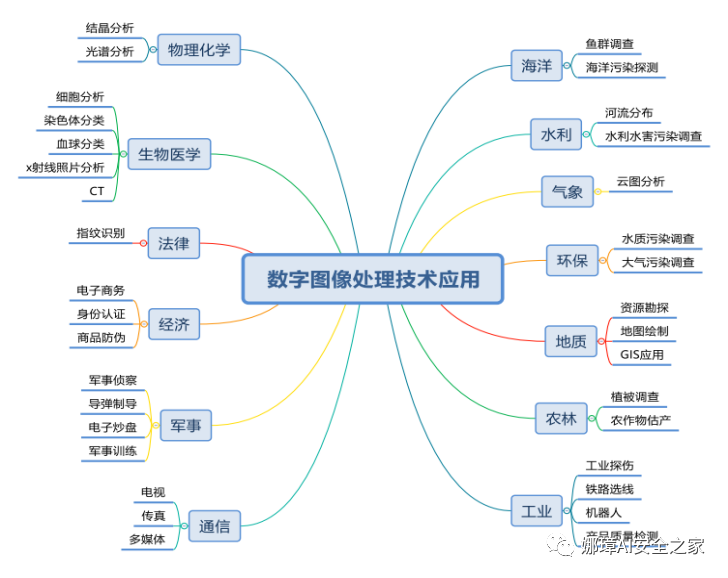 数字图像处理技术应用
物理化学
结晶分析
光谱分析
生物医学
细胞分析
染色体分类
血球分类
x射线照片分析
CT
法律
指纹识别
经济
电子商务
身份认证
商品防伪
军事
军事侦察
导弹制导
电子炒盘
军事训练
通信
电视
传真
多媒体
海洋
鱼群调查
海洋污染探测
水利
河流分布
水利水害污染调查
气象
云图分析
环保
水质污染调查
大气污染调查
地质
资源勘探
地图绘制
GIS应用
农林
植被调查
农作物估产
工业
工业探伤
铁路选线
机器人
产品质量检测
娜璋AI安全之家